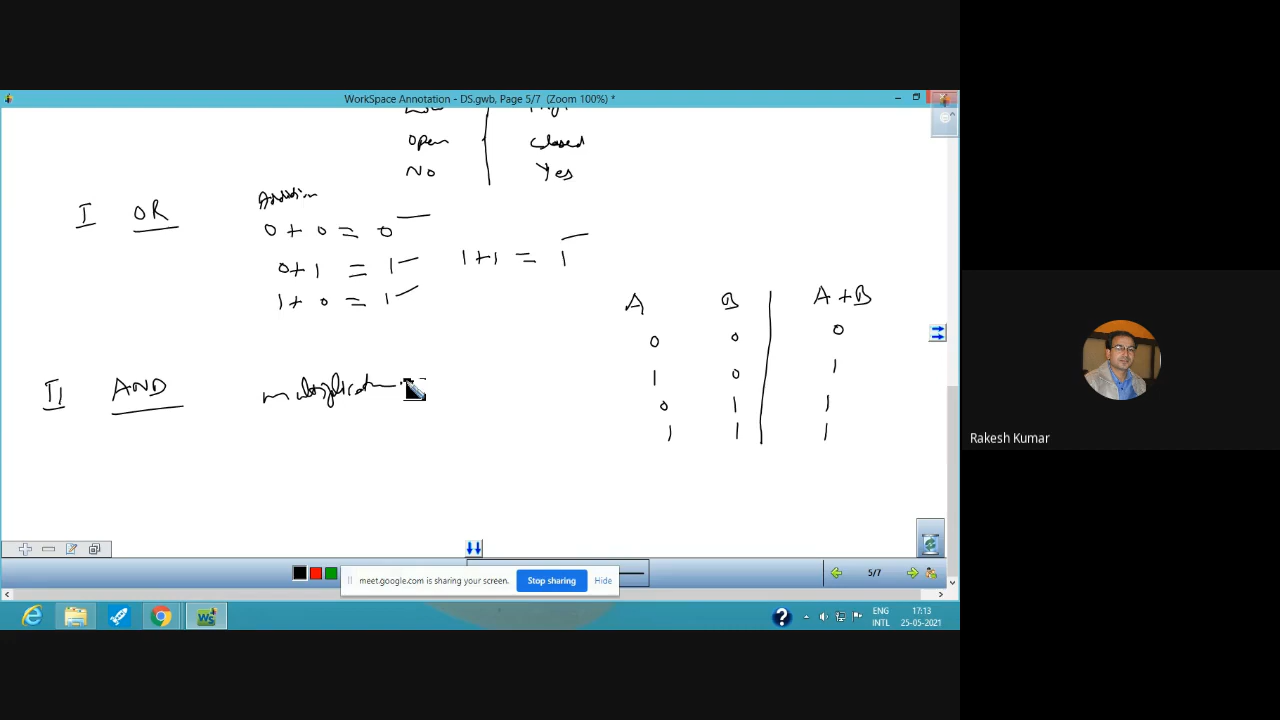 WorkSpace Annotation - DS.gwb, Page 5/7 (Zoom 100%) *
Open Closed
No Yes
Addition
I OR
0 + 0 = 0
0 + 1 = 1 1 + 1 = 1
1 + 0 = 1
A B A + B
0 0 0
1 0 1
II AND multiplication
0 1 1
1 1 1
Rakesh Kumar
5/7
meet.google.com is sharing your screen. Stop sharing Hide
ENG 17:13
INTL 25-05-2021